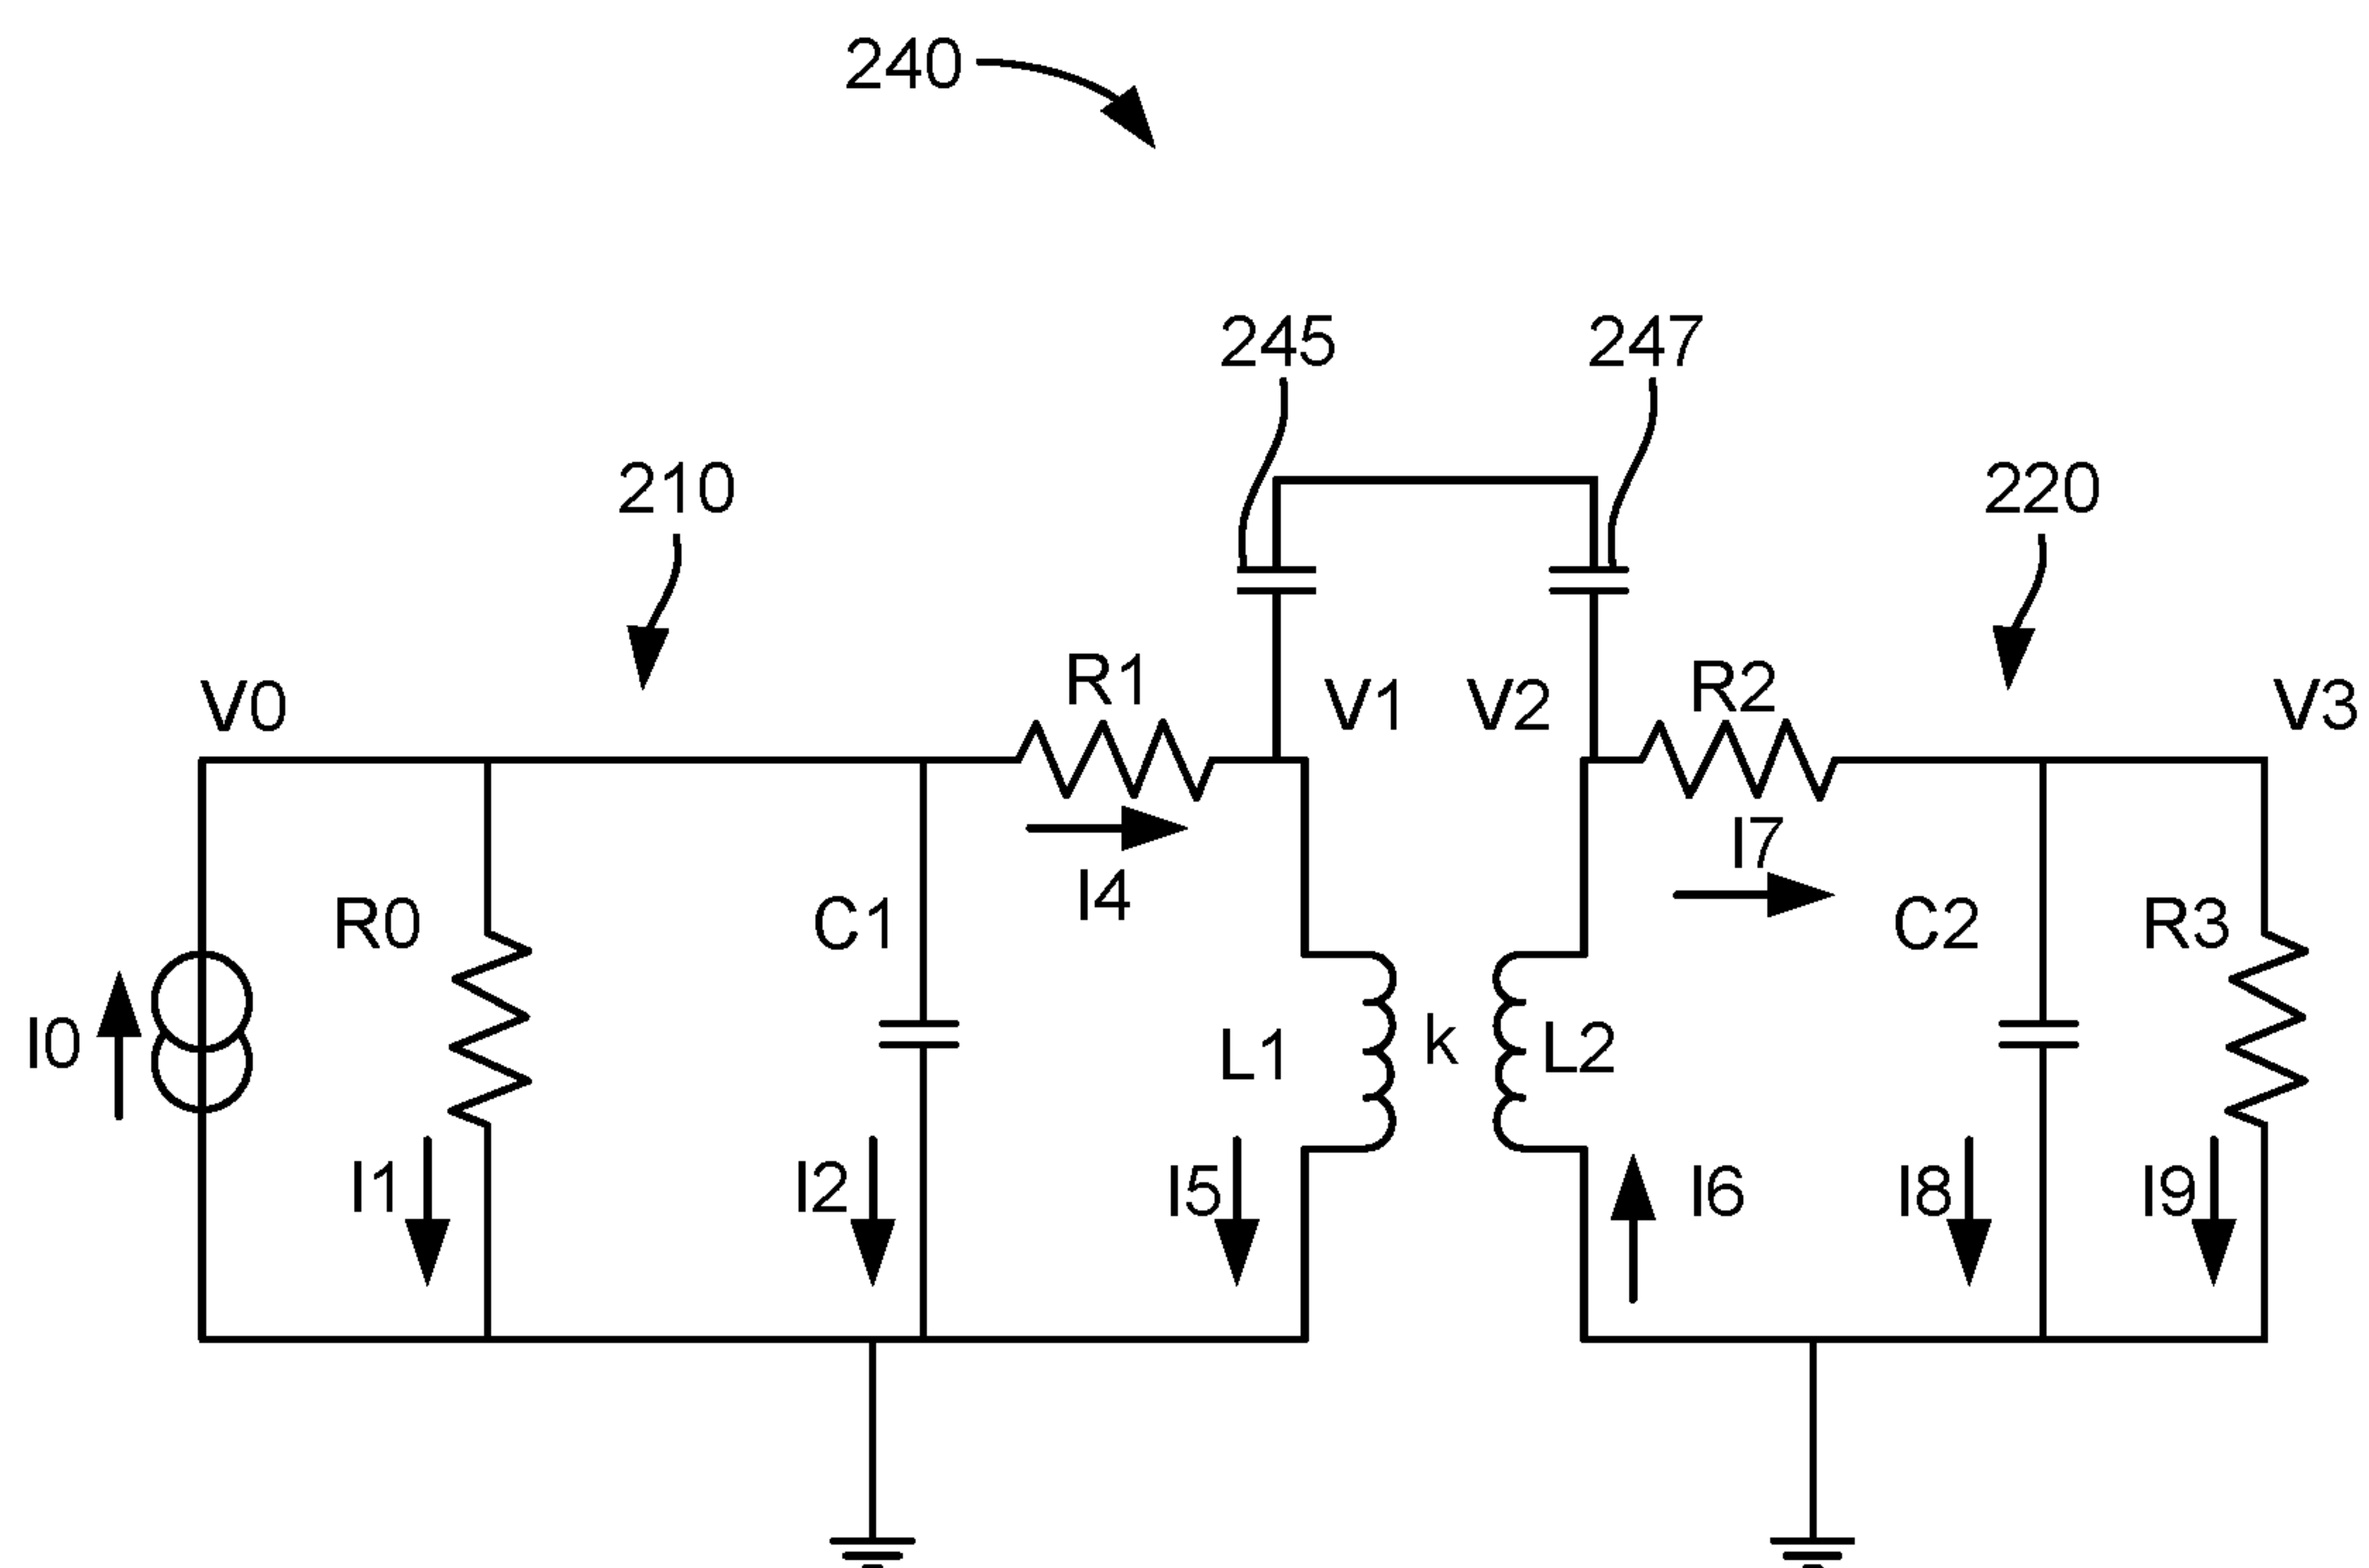 240
245 247
210 220
V0 R1 V1 V2 R2 V3
I4 I7
R0 C1 C2 R3
I0 L1 k L2
I1 I2 I5 I6 I8 I9